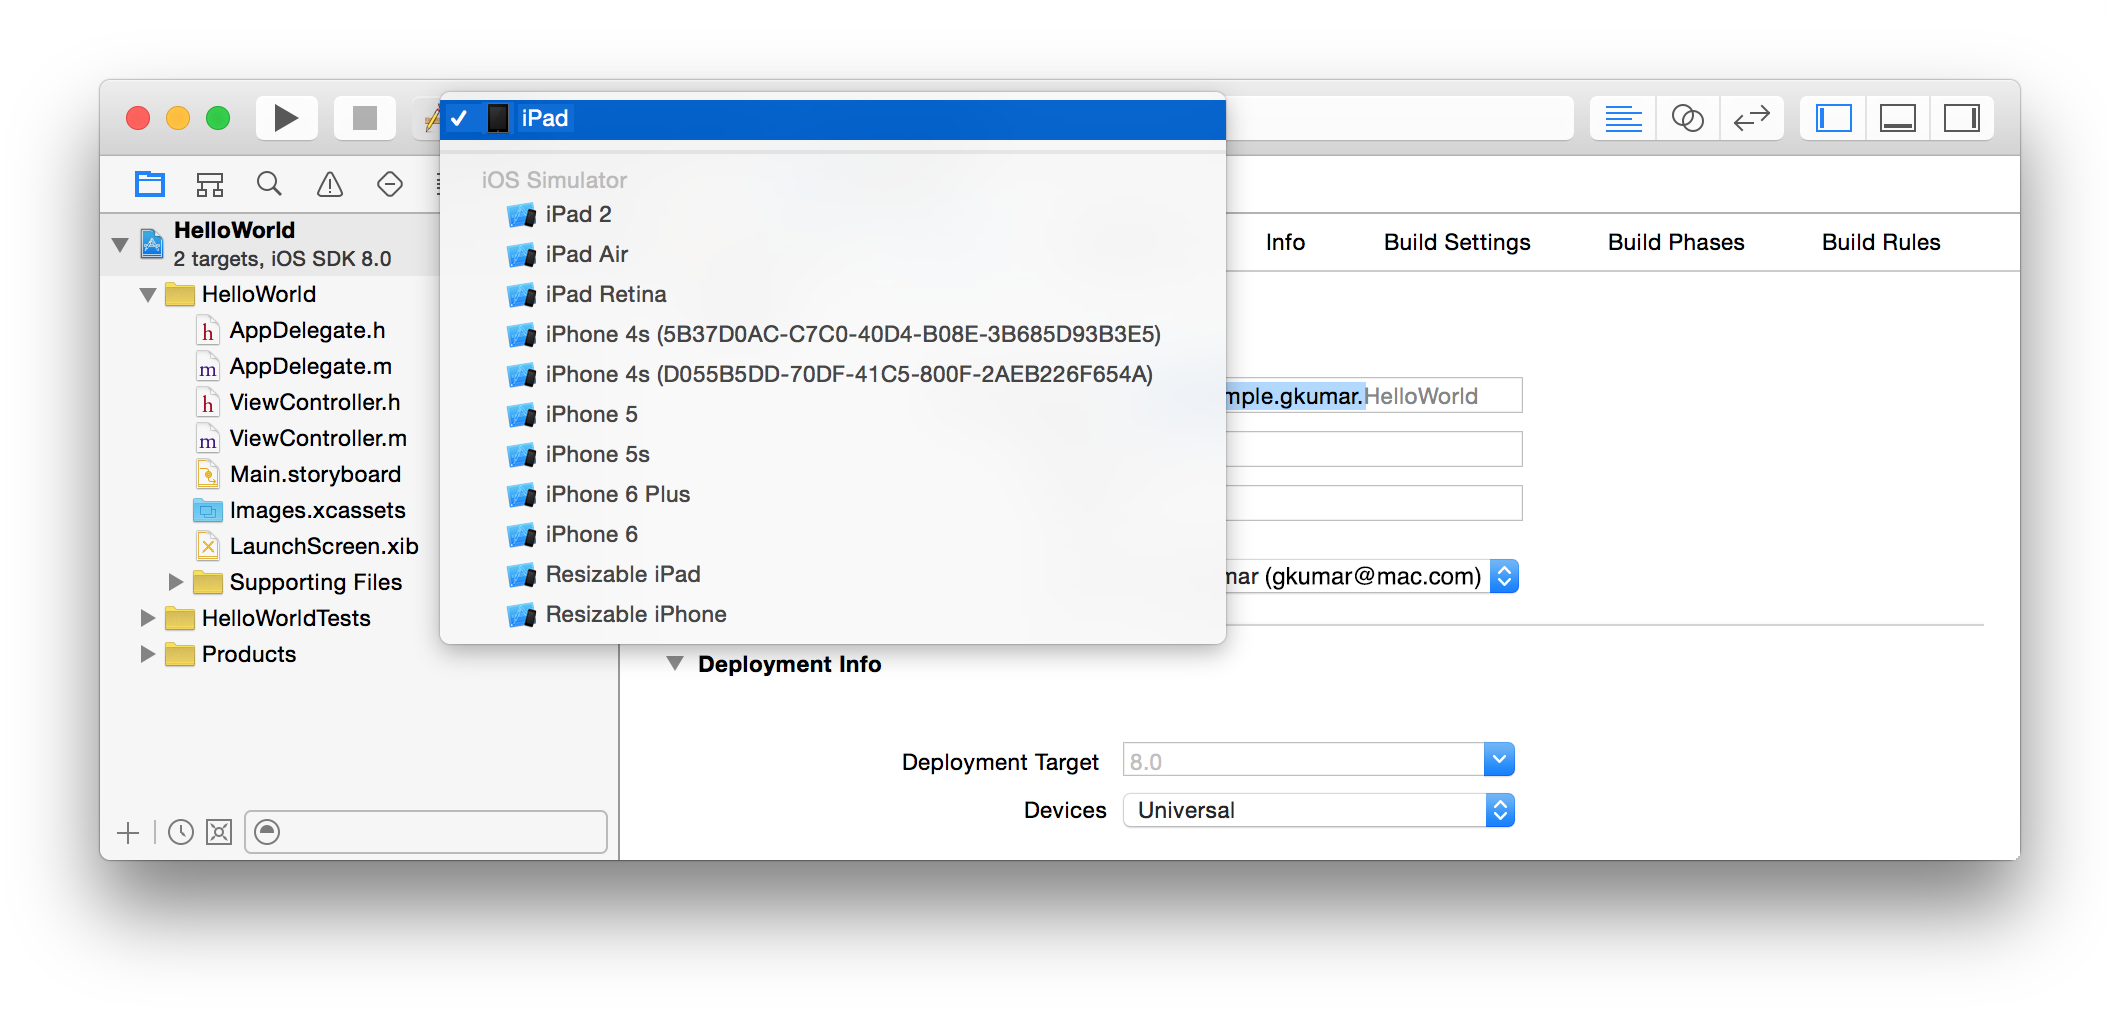 iPad
iOS Simulator
iPad 2
iPad Air
iPad Retina
iPhone 4s (5B37D0AC-C7C0-40D4-B08E-3B685D93B3E5)
iPhone 4s (D055B5DD-70DF-41C5-800F-2AEB226F654A)
iPhone 5
iPhone 5s
iPhone 6 Plus
iPhone 6
Resizable iPad
Resizable iPhone
HelloWorld
2 targets, iOS SDK 8.0
HelloWorld
h AppDelegate.h
m AppDelegate.m
h ViewController.h
m ViewController.m
Main.storyboard
Images.xcassets
LaunchScreen.xib
Supporting Files
HelloWorldTests
Products
Info Build Settings Build Phases Build Rules
mple.gkumar.HelloWorld
mar (gkumar@mac.com)
Deployment Info
Deployment Target 8.0
Devices Universal